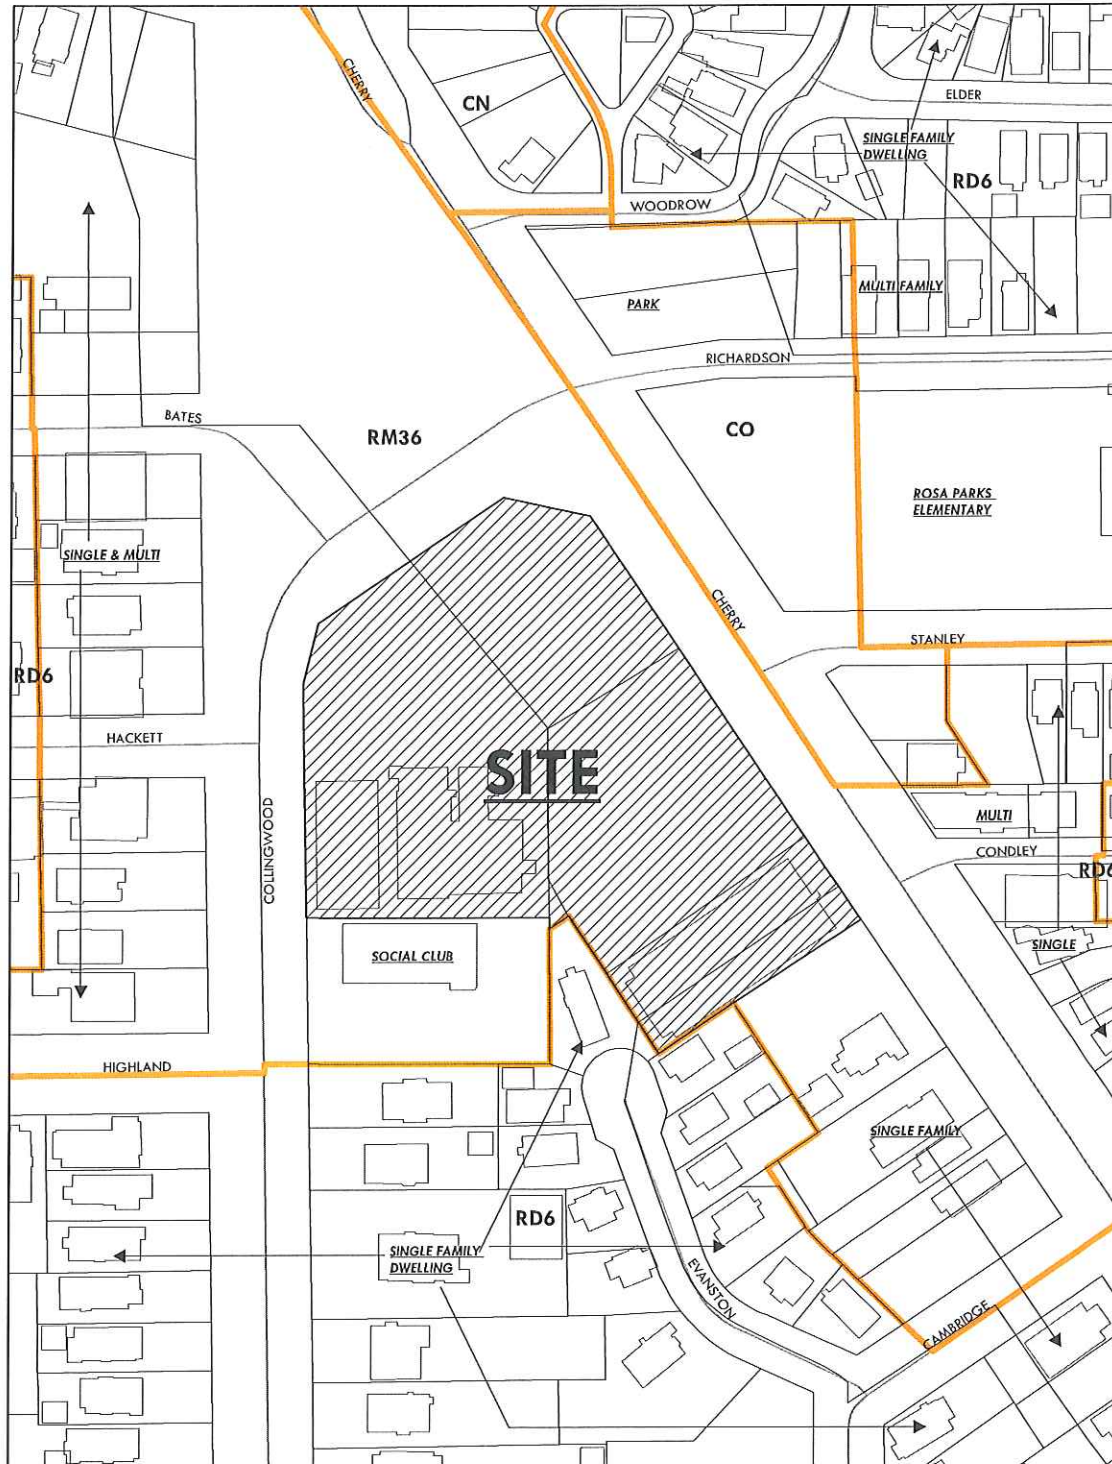 CHERRY
CN
ELDER
SINGLE FAMILY
DWELLING
RD6
WOODROW
PARK
MULTI FAMILY
RICHARDSON
BATES
RM36
CO
ROSA PARKS
ELEMENTARY
SINGLE & MULTI
CHERRY
STANLEY
RD6
HACKETT
SITE
COLLINGWOOD
MULTI
CONDLEY
RD6
SOCIAL CLUB
SINGLE
HIGHLAND
SINGLE FAMILY
RD6
SINGLE FAMILY
DWELLING
EVANSTON
CAMBRIDGE